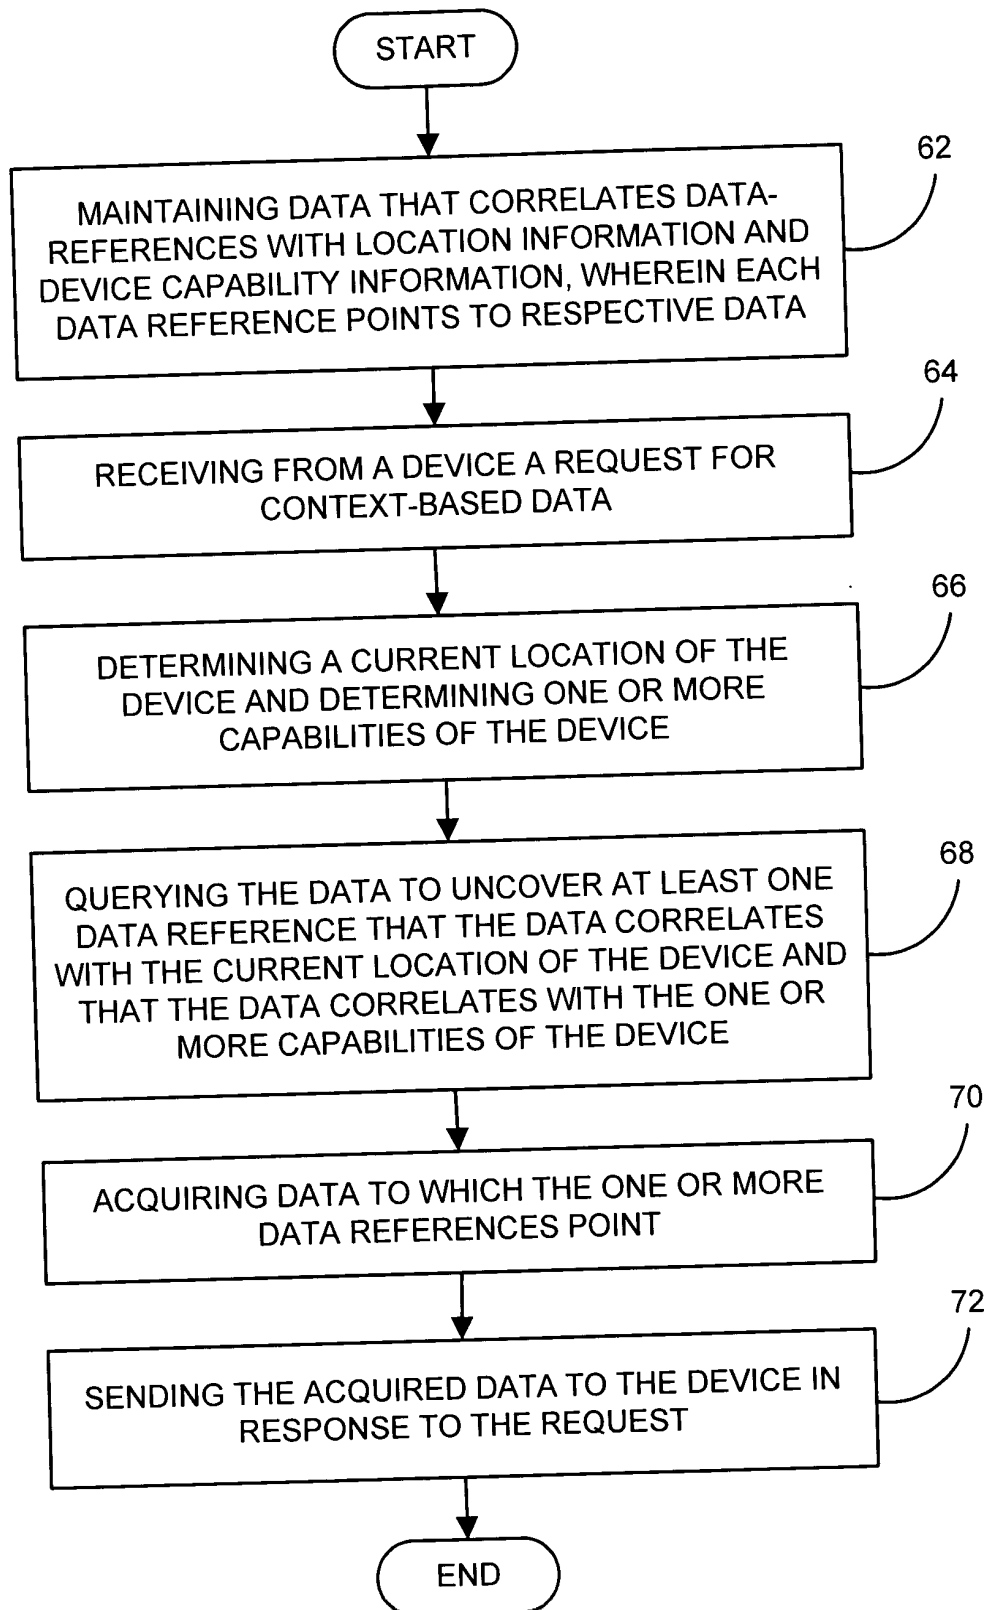 START
62
MAINTAINING DATA THAT CORRELATES DATA-
REFERENCES WITH LOCATION INFORMATION AND
DEVICE CAPABILITY INFORMATION, WHEREIN EACH
DATA REFERENCE POINTS TO RESPECTIVE DATA
64
RECEIVING FROM A DEVICE A REQUEST FOR
CONTEXT-BASED DATA
66
DETERMINING A CURRENT LOCATION OF THE
DEVICE AND DETERMINING ONE OR MORE
CAPABILITIES OF THE DEVICE
68
QUERYING THE DATA TO UNCOVER AT LEAST ONE
DATA REFERENCE THAT THE DATA CORRELATES
WITH THE CURRENT LOCATION OF THE DEVICE AND
THAT THE DATA CORRELATES WITH THE ONE OR
MORE CAPABILITIES OF THE DEVICE
70
ACQUIRING DATA TO WHICH THE ONE OR MORE
DATA REFERENCES POINT
72
SENDING THE ACQUIRED DATA TO THE DEVICE IN
RESPONSE TO THE REQUEST
END